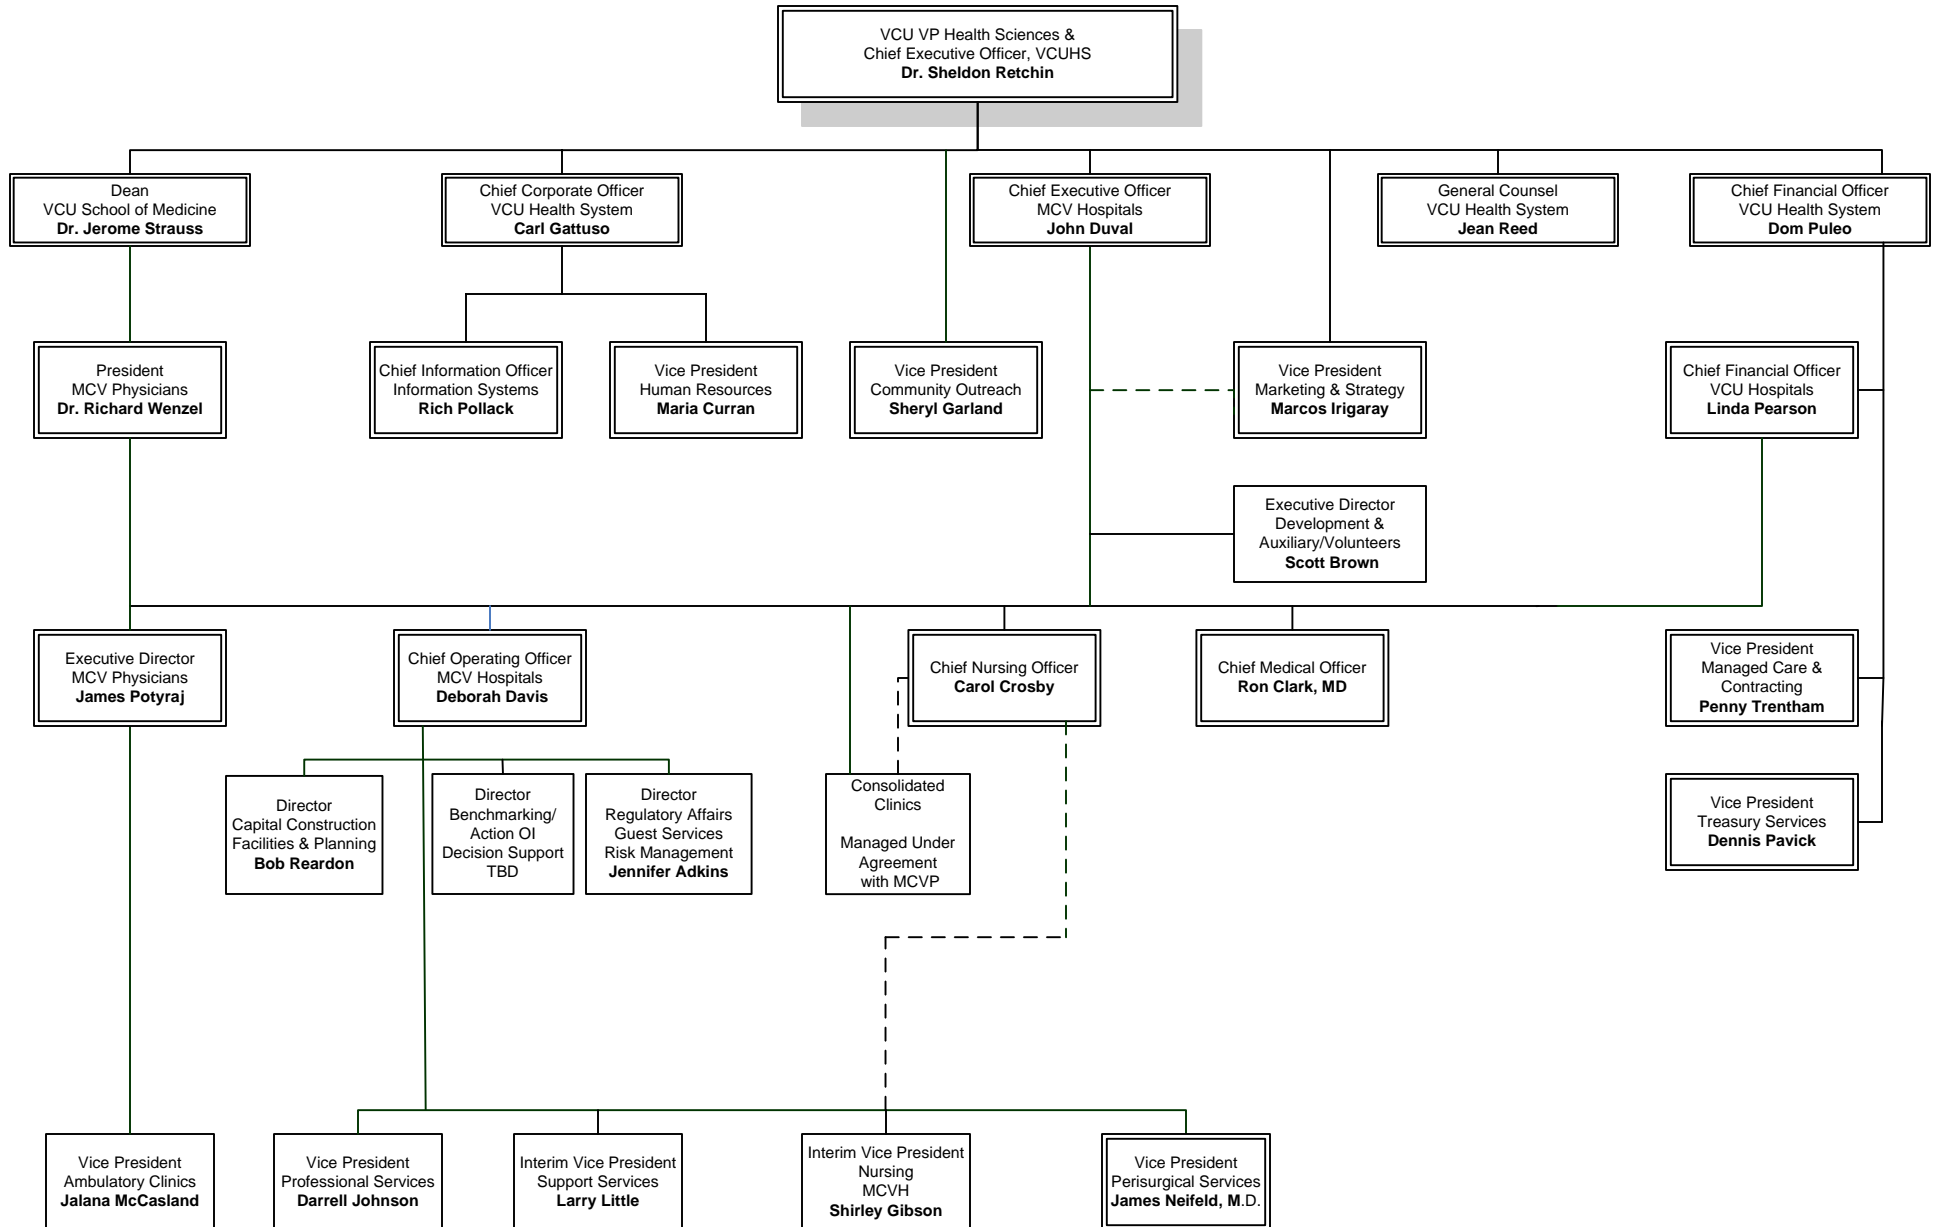 VCU VP Health Sciences &
Chief Executive Officer, VCUHS
Dr. Sheldon Retchin
Dean
VCU School of Medicine
Dr. Jerome Strauss
Chief Corporate Officer
VCU Health System
Carl Gattuso
Chief Executive Officer
MCV Hospitals
John Duval
General Counsel
VCU Health System
Jean Reed
Chief Financial Officer
VCU Health System
Dom Puleo
President
MCV Physicians
Dr. Richard Wenzel
Chief Information Officer
Information Systems
Rich Pollack
Vice President
Human Resources
Maria Curran
Vice President
Community Outreach
Sheryl Garland
Vice President
Marketing & Strategy
Marcos Irigaray
Chief Financial Officer
VCU Hospitals
Linda Pearson
Executive Director
Development &
Auxiliary/Volunteers
Scott Brown
Executive Director
MCV Physicians
James Potyraj
Chief Operating Officer
MCV Hospitals
Deborah Davis
Chief Nursing Officer
Carol Crosby
Chief Medical Officer
Ron Clark, MD
Vice President
Managed Care &
Contracting
Penny Trentham
Director
Capital Construction
Facilities & Planning
Bob Reardon
Director
Benchmarking/
Action OI
Decision Support
TBD
Director
Regulatory Affairs
Guest Services
Risk Management
Jennifer Adkins
Consolidated
Clinics
Managed Under
Agreement
with MCVP
Vice President
Treasury Services
Dennis Pavick
Vice President
Ambulatory Clinics
Jalana McCasland
Vice President
Professional Services
Darrell Johnson
Interim Vice President
Support Services
Larry Little
Interim Vice President
Nursing
MCVH
Shirley Gibson
Vice President
Perisurgical Services
James Neifeld, M.D.